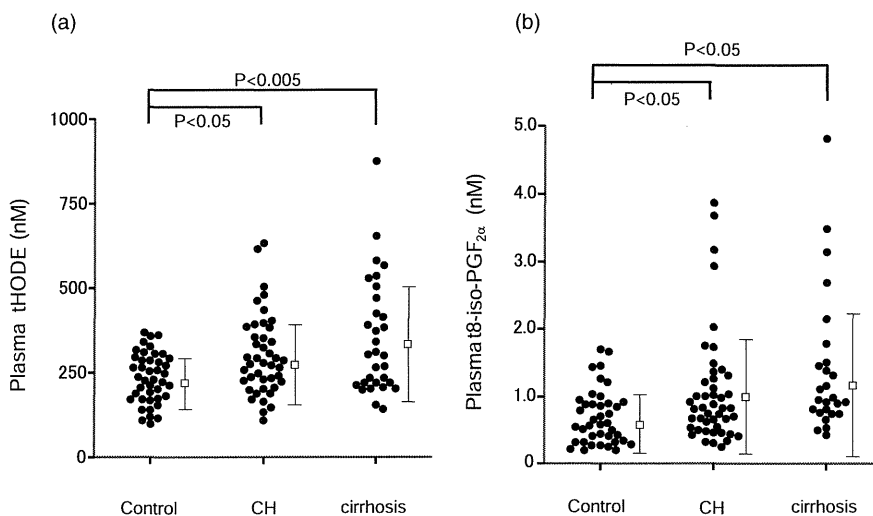 (a)
P<0.005
P<0.05
Plasma tHODE (nM)
1000
750
500
250
0
Control
CH
cirrhosis
(b)
P<0.05
P<0.05
Plasma t8-iso-PGF2α (nM)
5.0
4.0
3.0
2.0
1.0
0
Control
CH
cirrhosis